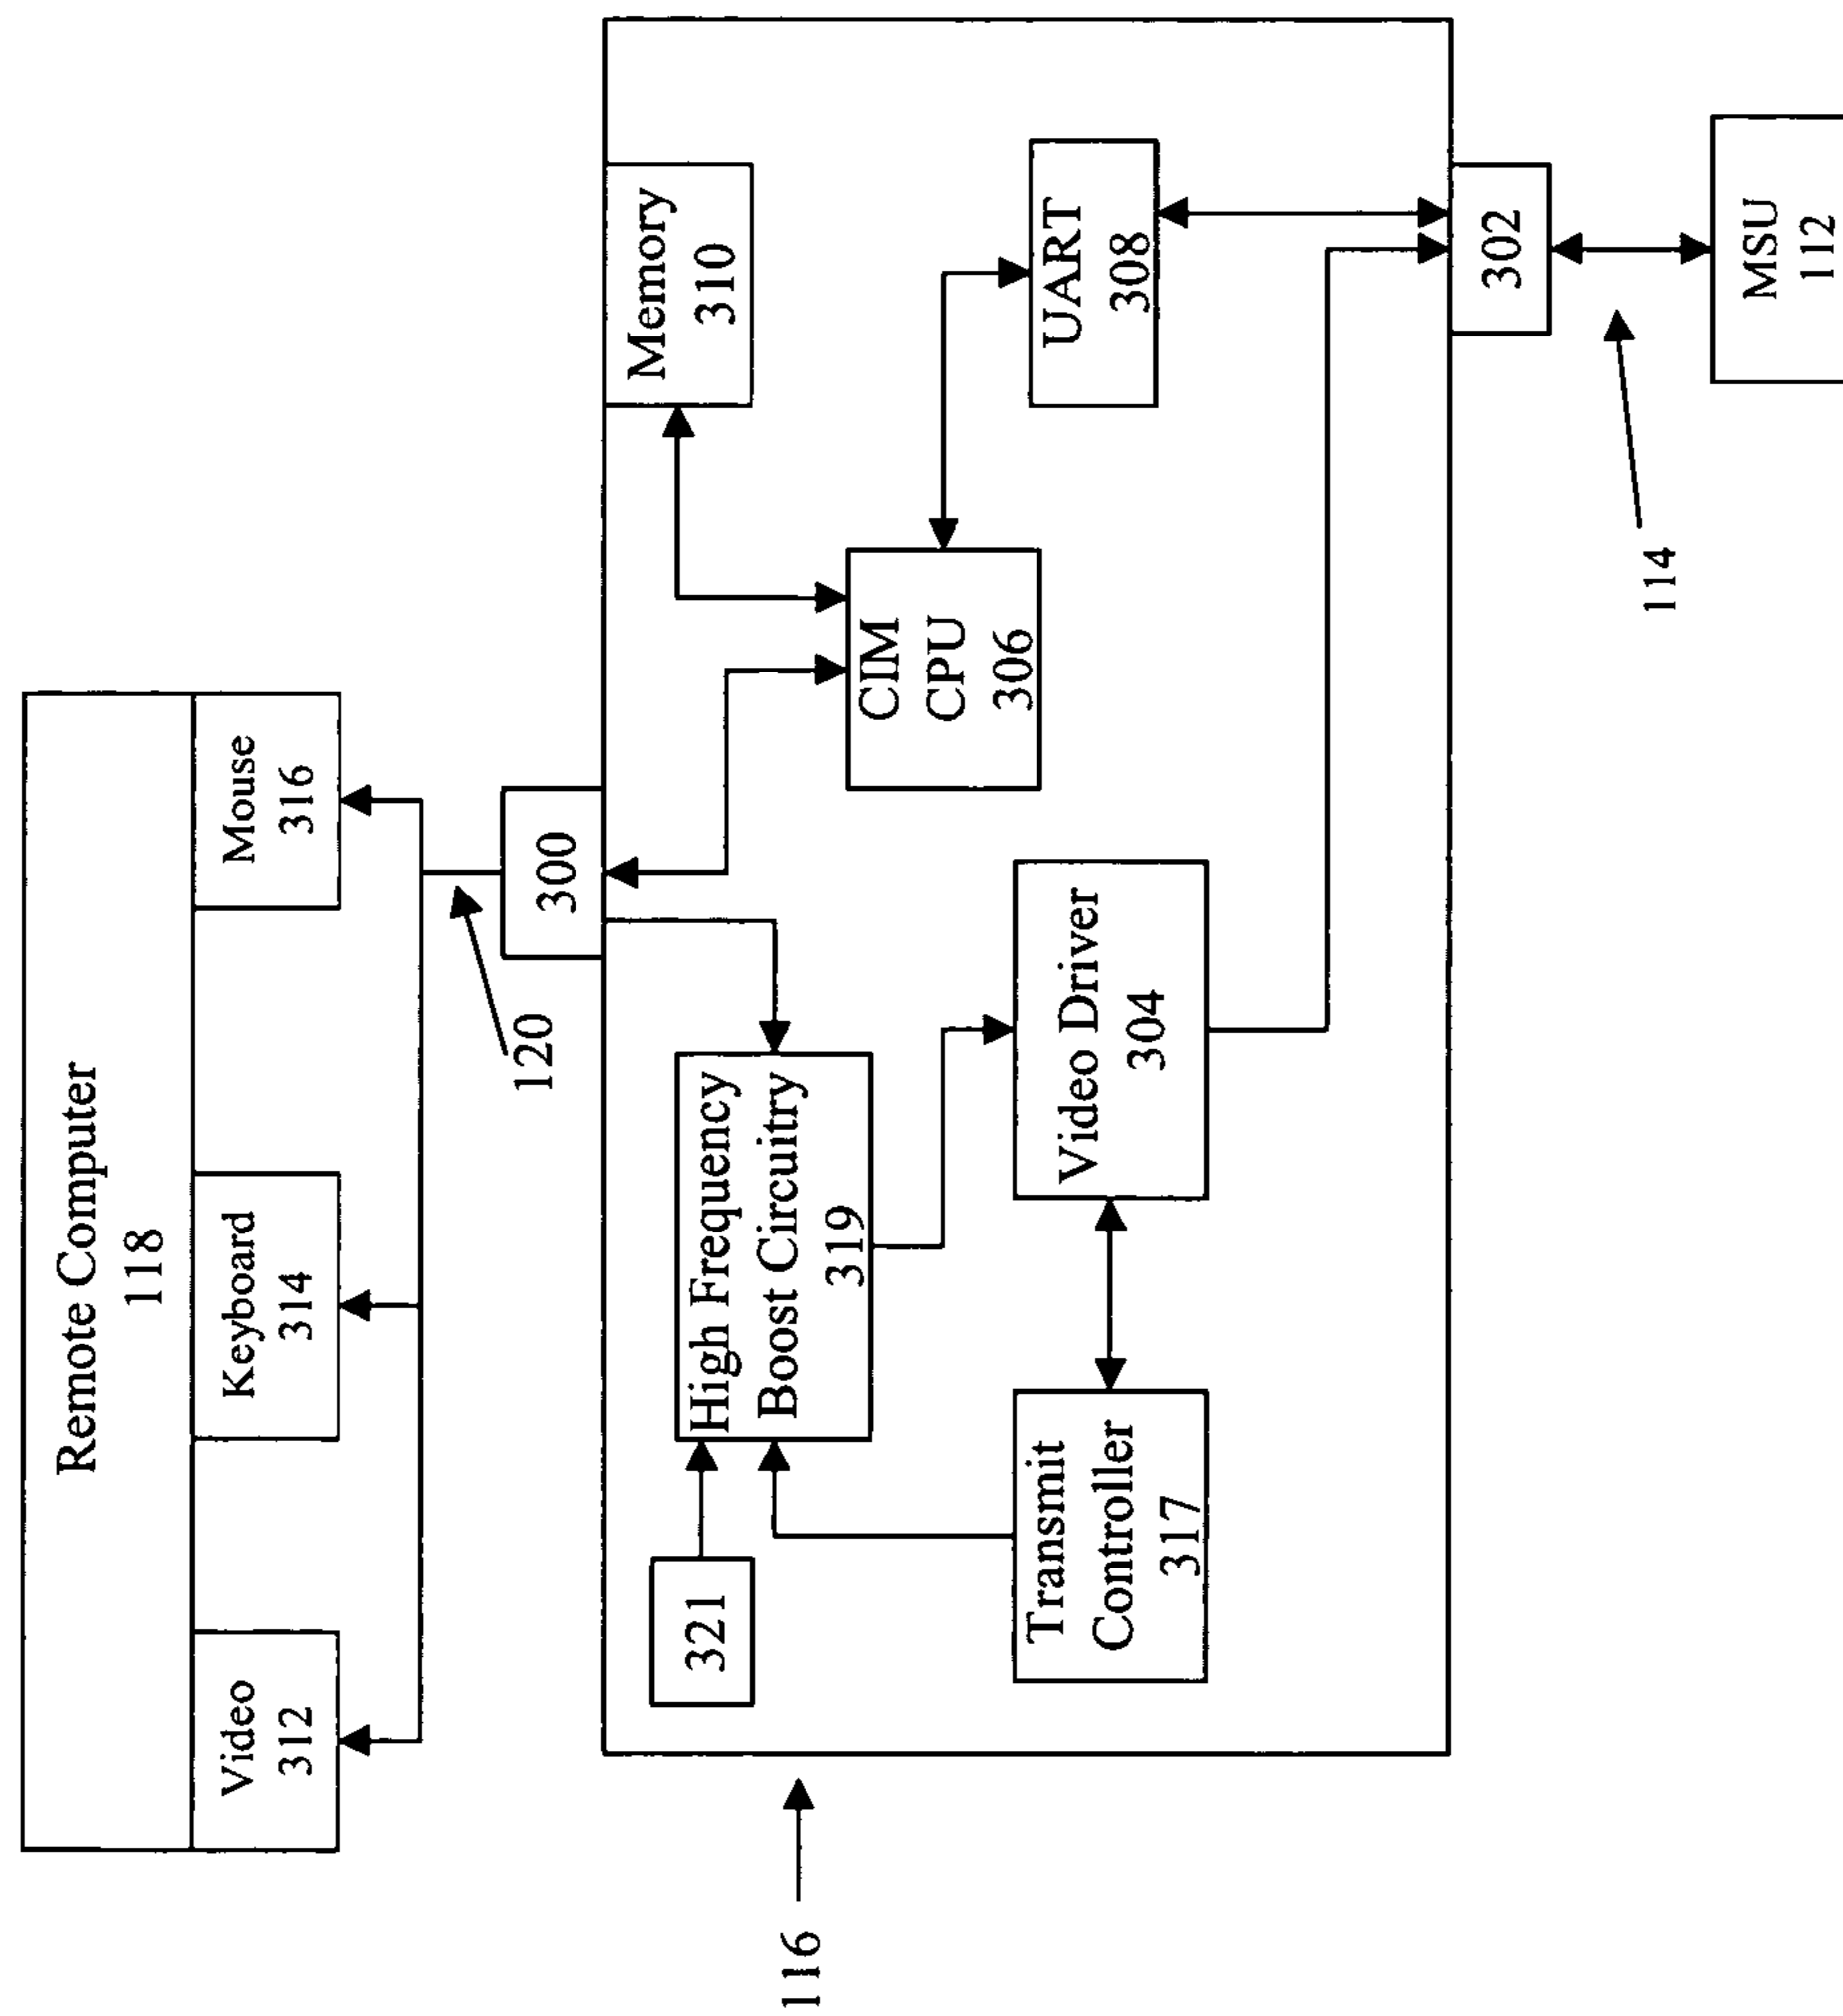 Remote Computer
118
Video
312
Keyboard
314
Mouse
316
120
300
116
321
High Frequency
Boost Circuitry
319
Transmit
Controller
317
Video Driver
304
CIM
CPU
306
Memory
310
UART
308
302
114
MSU
112